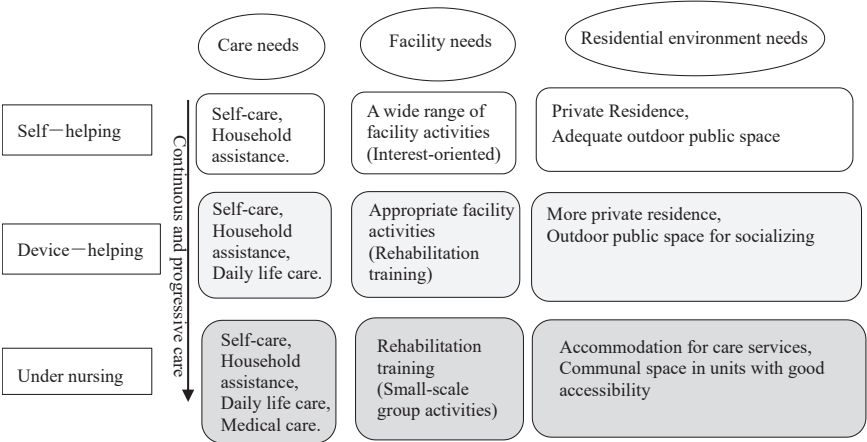 Care needs
Facility needs
Residential environment needs
Continuous and progressive care
Self—helping
Self-care,
Household
assistance.
A wide range of
facility activities
(Interest-oriented)
Private Residence,
Adequate outdoor public space
Device—helping
Self-care,
Household
assistance,
Daily life care.
Appropriate facility
activities
(Rehabilitation
training)
More private residence,
Outdoor public space for socializing
Under nursing
Self-care,
Household
assistance,
Daily life care,
Medical care.
Rehabilitation
training
(Small-scale
group activities)
Accommodation for care services,
Communal space in units with good
accessibility